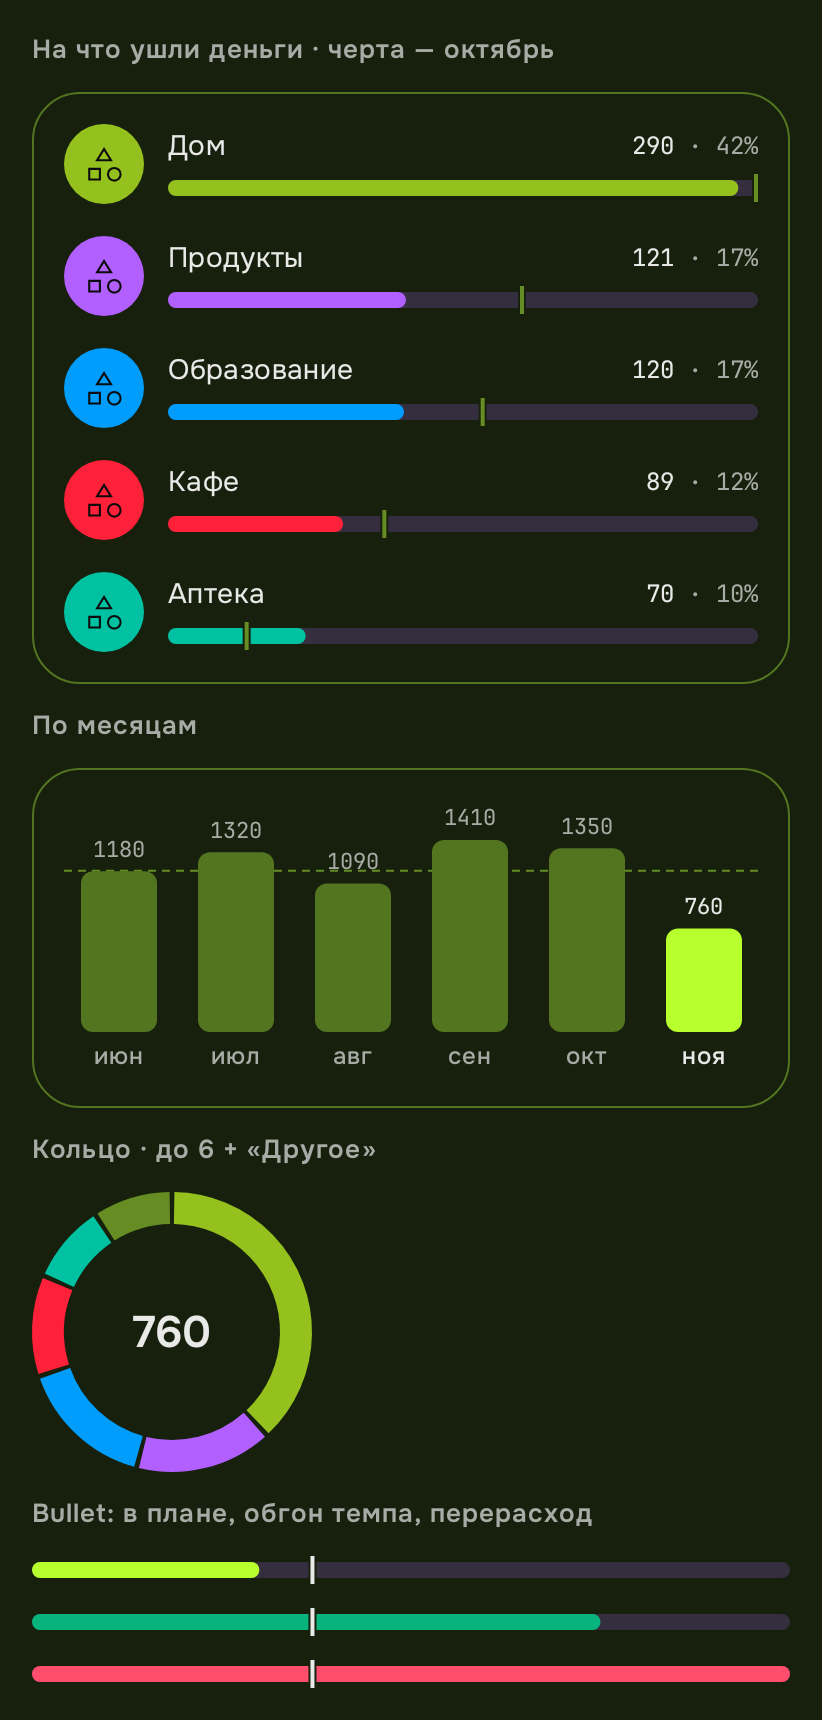 На что ушли деньги · черта — октябрь
Дом 290 · 42%
Продукты 121 · 17%
Образование 120 · 17%
Кафе 89 · 12%
Аптека 70 · 10%
По месяцам
1180 1320 1090 1410 1350 760
июн июл авг сен окт ноя
Кольцо · до 6 + «Другое»
760
Bullet: в плане, обгон темпа, перерасход